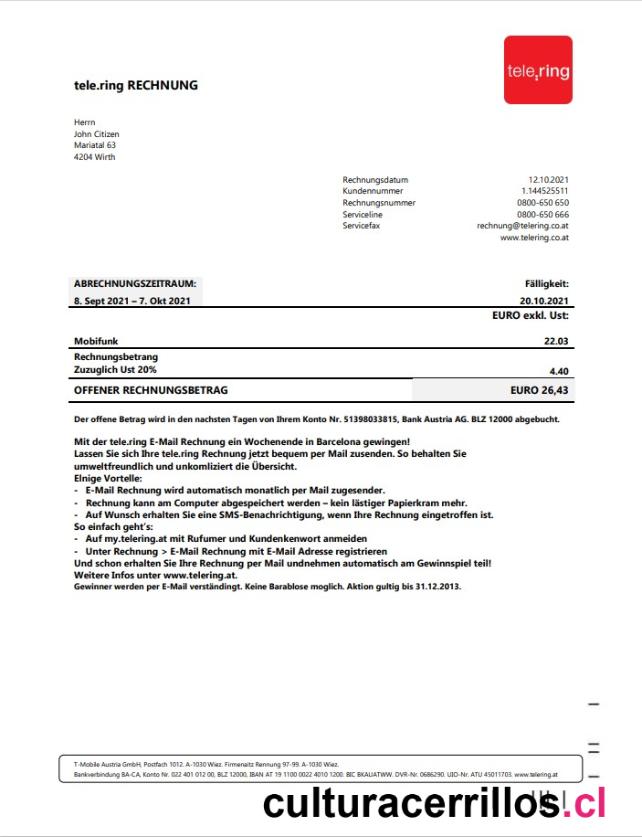 tele.ring RECHNUNG
tele.ring
Herrn
John Citizen
Mariatal 63
4204 Wirth
Rechnungsdatum 12.10.2021
Kundennummer 1.144525511
Rechnungsnummer 0800-650 650
Serviceline 0800-650 666
Servicefax rechnung@telering.co.at
www.telering.co.at
ABRECHNUNGSZEITRAUM: Fälligkeit:
8. Sept 2021 – 7. Okt 2021 20.10.2021
EURO exkl. Ust:
Mobifunk 22.03
Rechnungsbetrang
Zuzuglich Ust 20% 4.40
OFFENER RECHNUNGSBETRAG EURO 26,43
Der offene Betrag wird in den nachsten Tagen von Ihrem Konto Nr. 51398033815, Bank Austria AG. BLZ 12000 abgebucht.
Mit der tele.ring E-Mail Rechnung ein Wochenende in Barcelona gewingen!
Lassen Sie sich Ihre tele.ring Rechnung jetzt bequem per Mail zusenden. So behalten Sie
umweltfreundlich und unkomliziert die Übersicht.
Elnige Vortelle:
- E-Mail Rechnung wird automatisch monatlich per Mail zugesender.
- Rechnung kann am Computer abgespeichert werden – kein lästiger Papierkram mehr.
- Auf Wunsch erhalten Sie eine SMS-Benachrichtigung, wenn Ihre Rechnung eingetroffen ist.
So einfach geht's:
- Auf my.telering.at mit Rufumer und Kundenkenwort anmeiden
- Unter Rechnung > E-Mail Rechnung mit E-Mail Adresse registrieren
Und schon erhalten Sie Ihre Rechnung per Mail undnehmen automatisch am Gewinnspiel teil!
Weitere Infos unter www.telering.at.
Gewinner werden per E-Mail verständingt. Keine Barablose moglich. Aktion gultig bis 31.12.2013.
T-Mobile Austria GmbH, Postfach 1012. A-1030 Wiez. Firmenaitz Rennung 97-99. A-1030 Wiez.
Bankverbindung BA-CA, Konto Nr. 022 401 012 00, BLZ 12000, IBAN AT 19 1100 0022 4010 1200. BIC BKAUATWW. DVR-Nr. 0686290. UIO-Nr. ATU 45011703. www.telering.at
culturacerrillos.cl